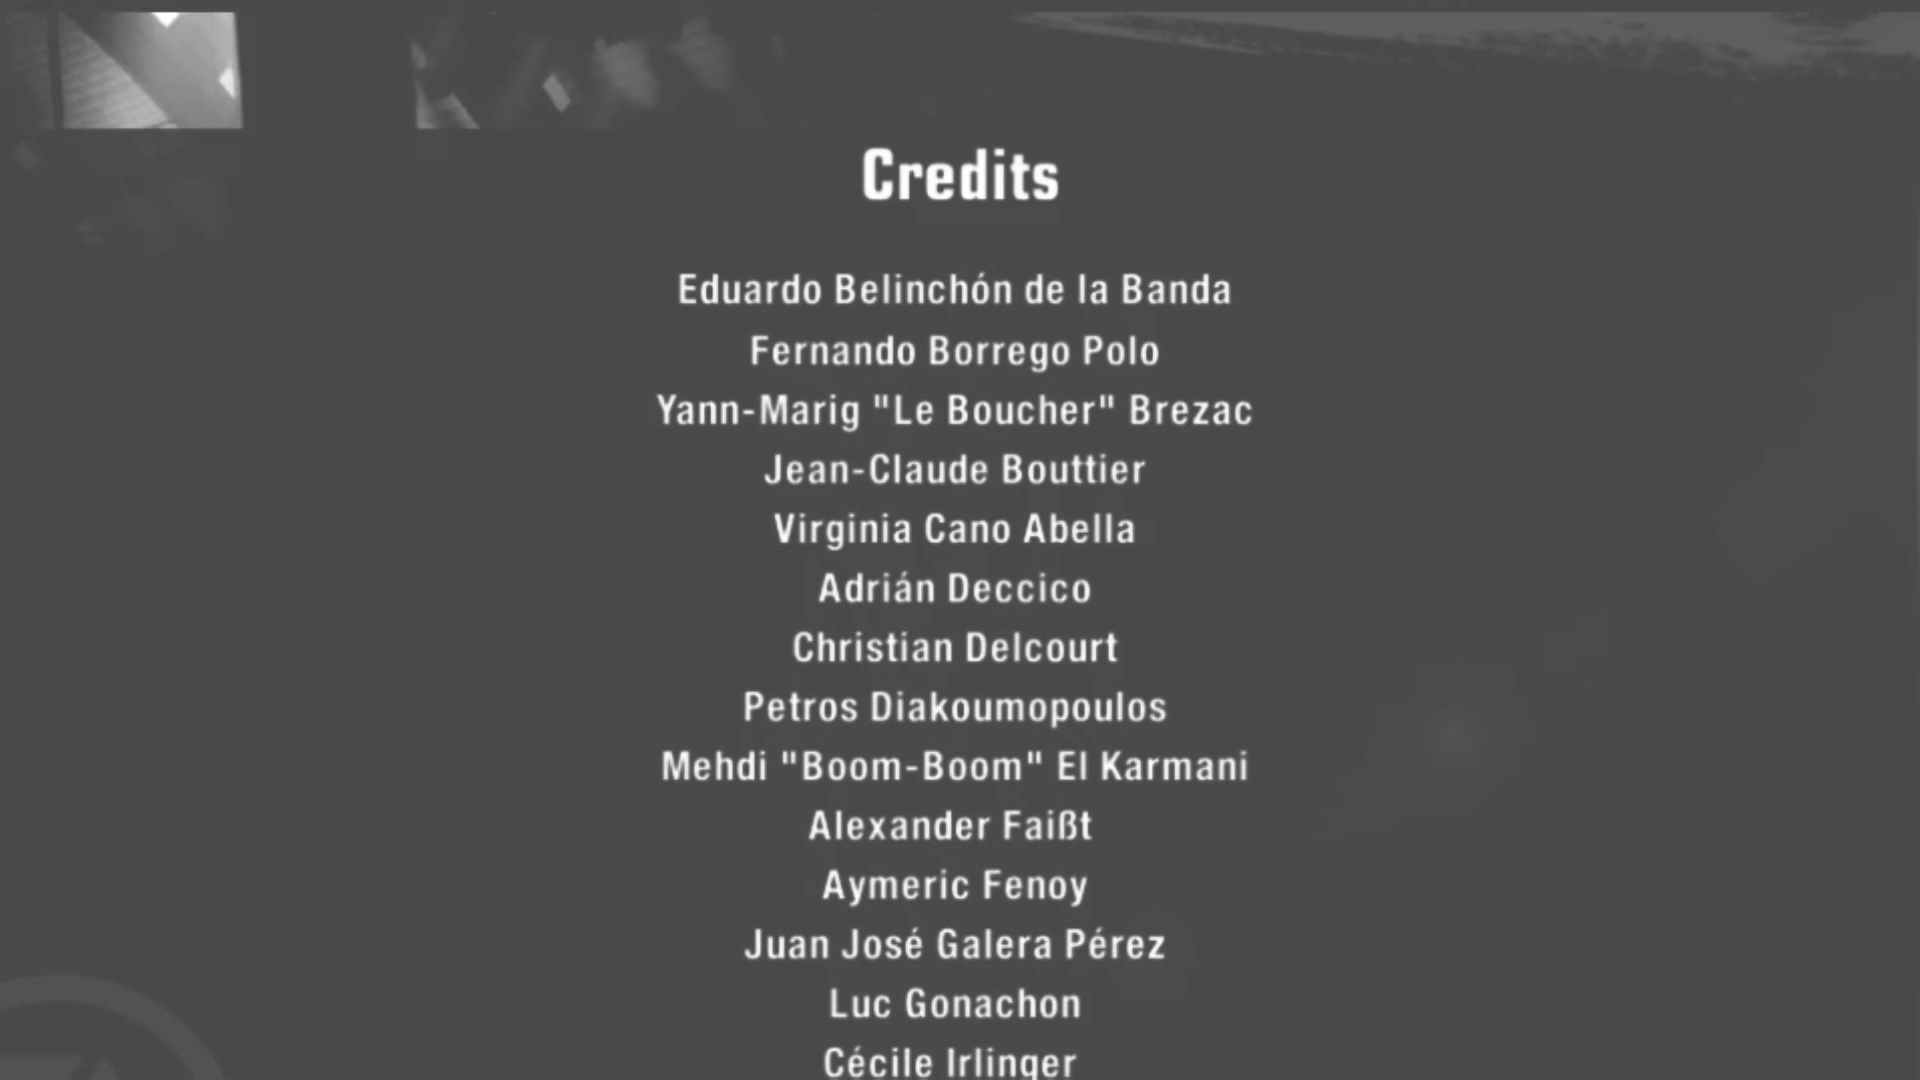 Credits
Eduardo Belinchón de la Banda
Fernando Borrego Polo
Yann-Marig "Le Boucher" Brezac
Jean-Claude Bouttier
Virginia Cano Abella
Adrián Deccico
Christian Delcourt
Petros Diakoumopoulos
Mehdi "Boom-Boom" El Karmani
Alexander Faißt
Aymeric Fenoy
Juan José Galera Pérez
Luc Gonachon
Cécile Irlinger